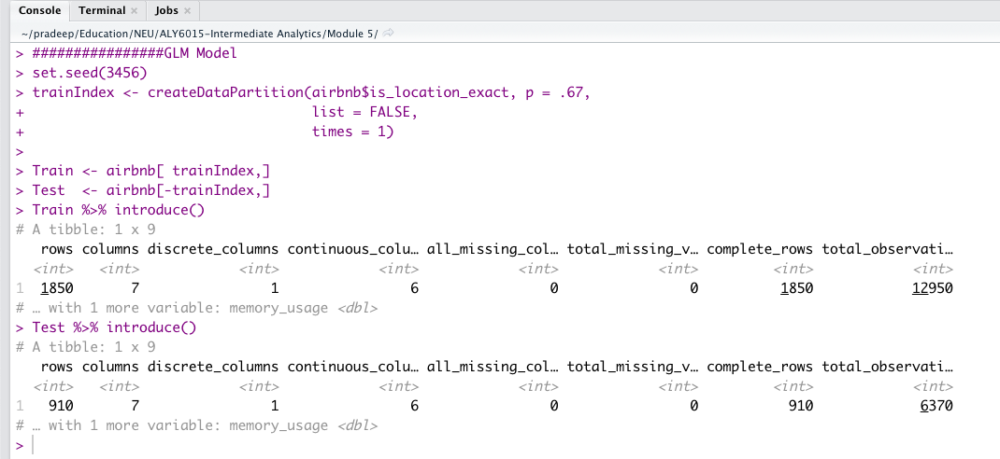 Console Terminal × Jobs ×
~/pradeep/Education/NEU/ALY6015-Intermediate Analytics/Module 5/
> ################GLM Model
> set.seed(3456)
> trainIndex <- createDataPartition(airbnb$is_location_exact, p = .67,
+                                   list = FALSE,
+                                   times = 1)
>
> Train <- airbnb[ trainIndex,]
> Test  <- airbnb[-trainIndex,]
> Train %>% introduce()
# A tibble: 1 x 9
   rows columns discrete_columns continuous_colu… all_missing_col… total_missing_v… complete_rows total_observati…
  <int>   <int>            <int>            <int>            <int>            <int>         <int>            <int>
1  1850       7                1                6                0                0          1850            12950
# … with 1 more variable: memory_usage <dbl>
> Test %>% introduce()
# A tibble: 1 x 9
   rows columns discrete_columns continuous_colu… all_missing_col… total_missing_v… complete_rows total_observati…
  <int>   <int>            <int>            <int>            <int>            <int>         <int>            <int>
1   910       7                1                6                0                0           910             6370
# … with 1 more variable: memory_usage <dbl>
>